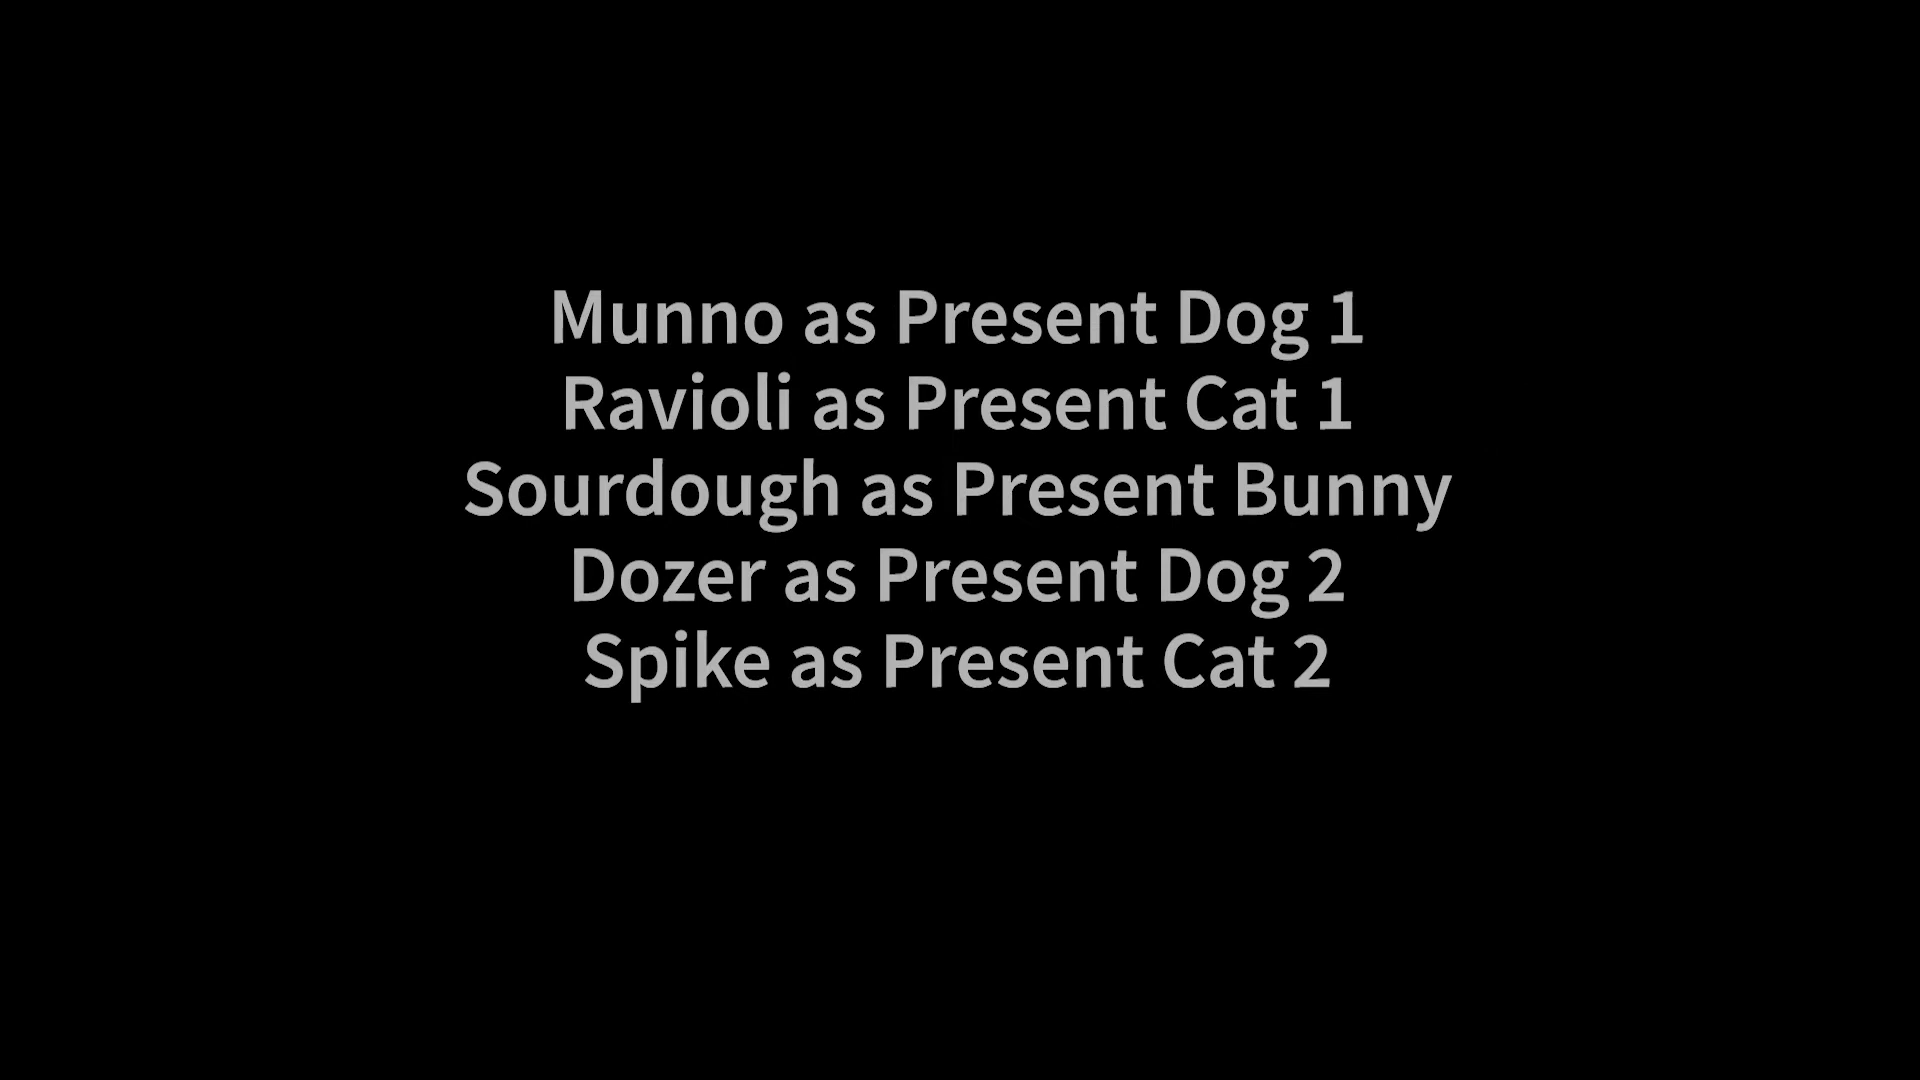 Munno as Present Dog 1
Ravioli as Present Cat 1
Sourdough as Present Bunny
Dozer as Present Dog 2
Spike as Present Cat 2